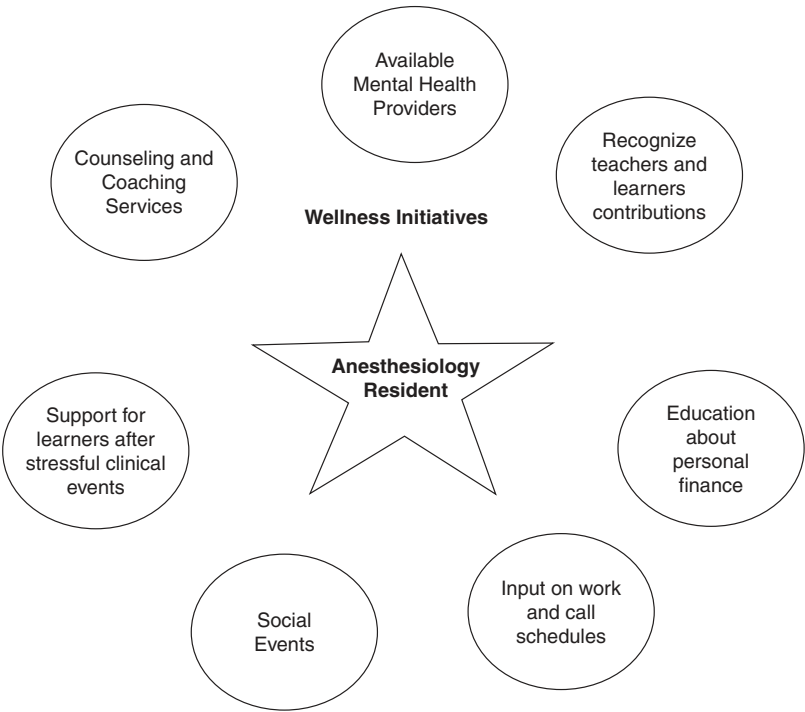 Available
Mental Health
Providers
Counseling and
Coaching
Services
Recognize
teachers and
learners
contributions
Wellness Initiatives
Anesthesiology
Resident
Support for
learners after
stressful clinical
events
Education
about
personal
finance
Social
Events
Input on work
and call
schedules